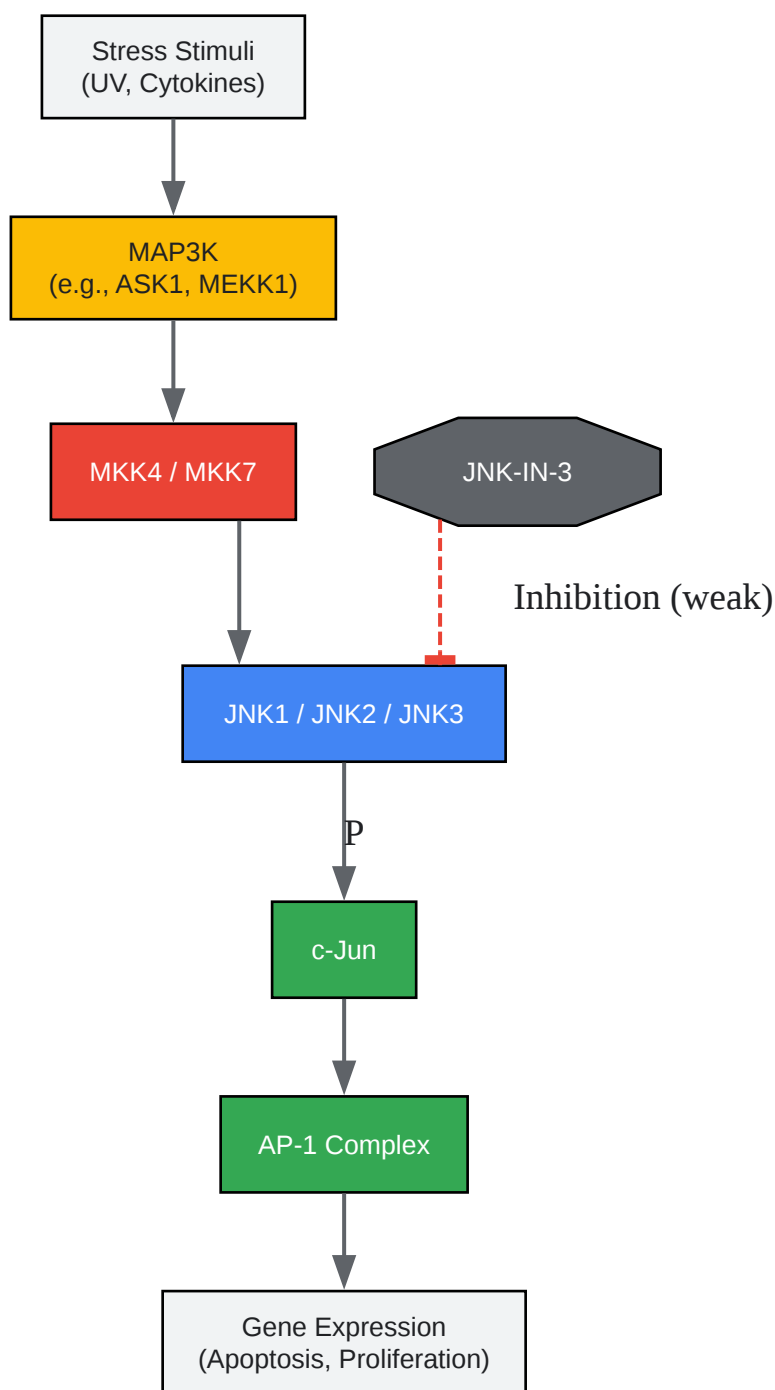 Stress Stimuli
(UV, Cytokines)
MAP3K
(e.g., ASK1, MEKK1)
MKK4 / MKK7
JNK-IN-3
Inhibition (weak)
JNK1 / JNK2 / JNK3
P
c-Jun
AP-1 Complex
Gene Expression
(Apoptosis, Proliferation)